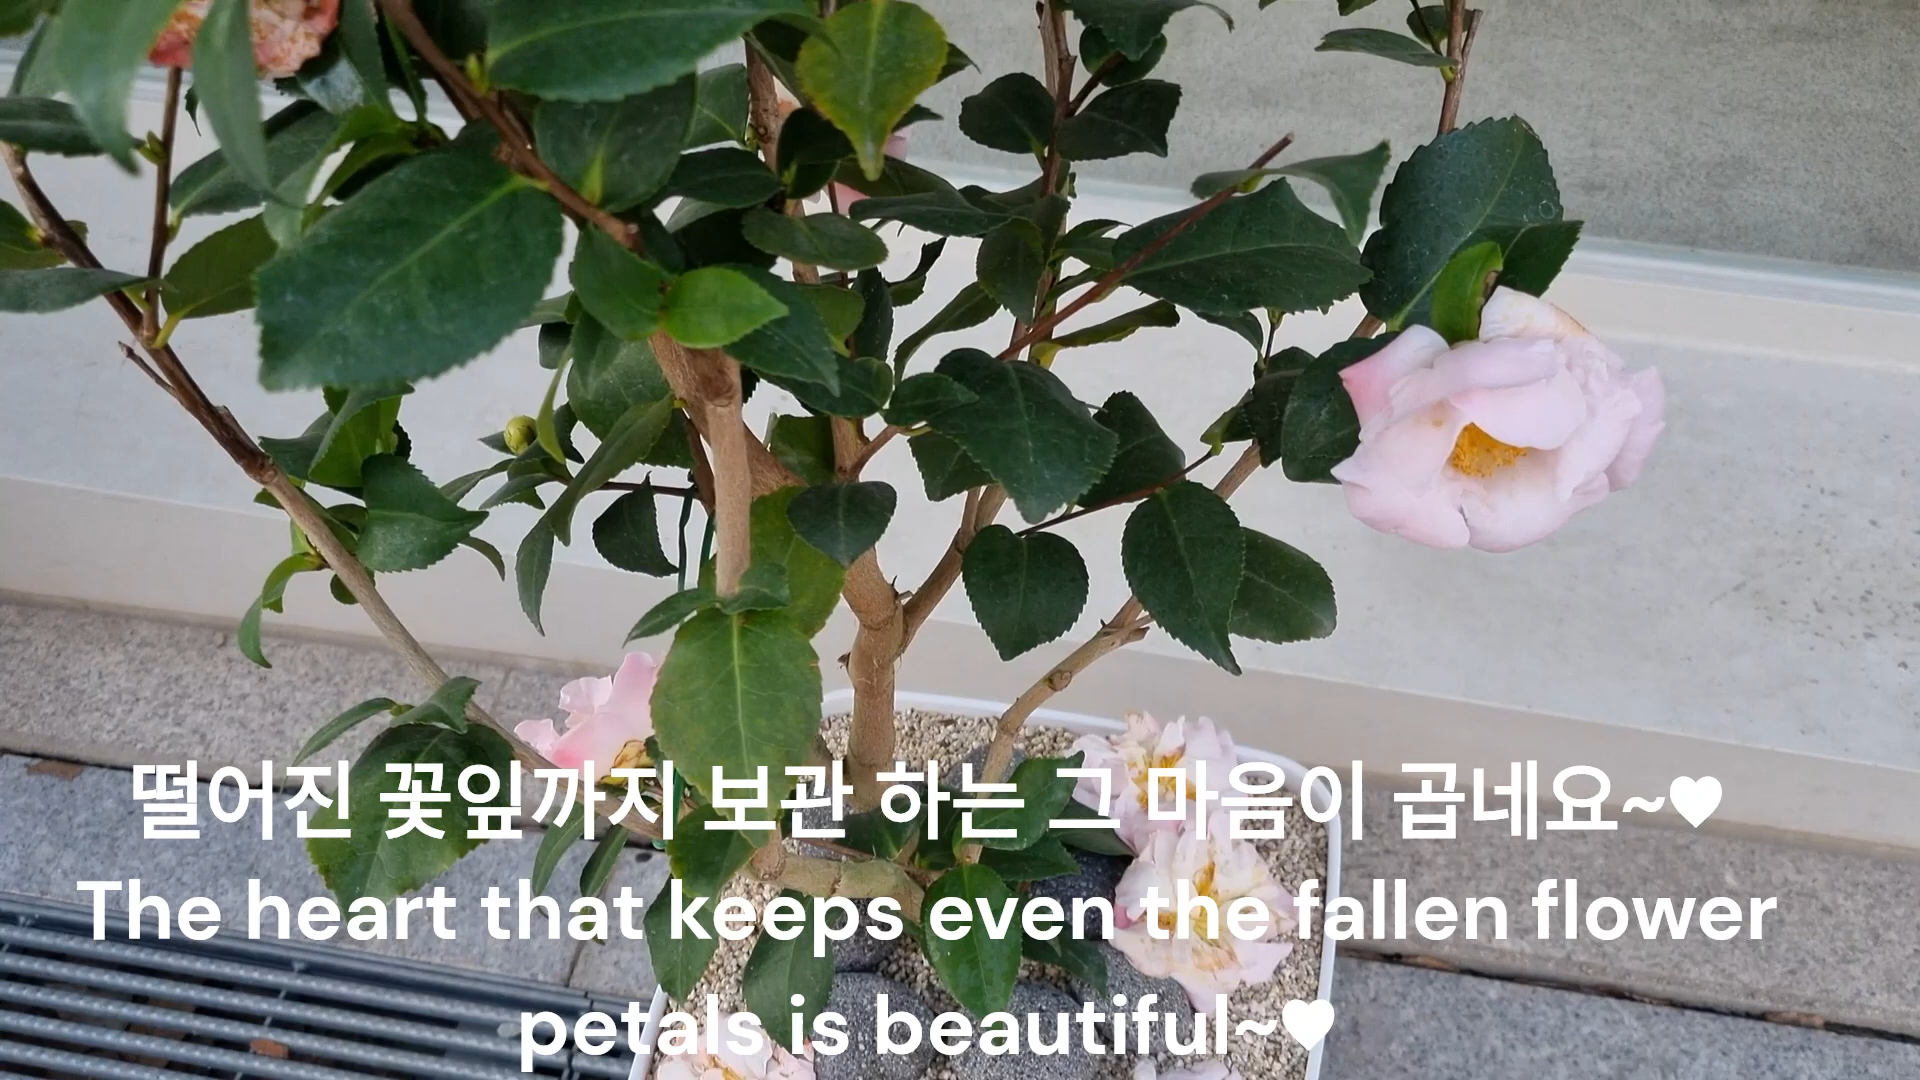 떨어진 꽃잎까지 보관 하는 그 마음이 곱네요~♥
The heart that keeps even the fallen flower
petals is beautiful~♥